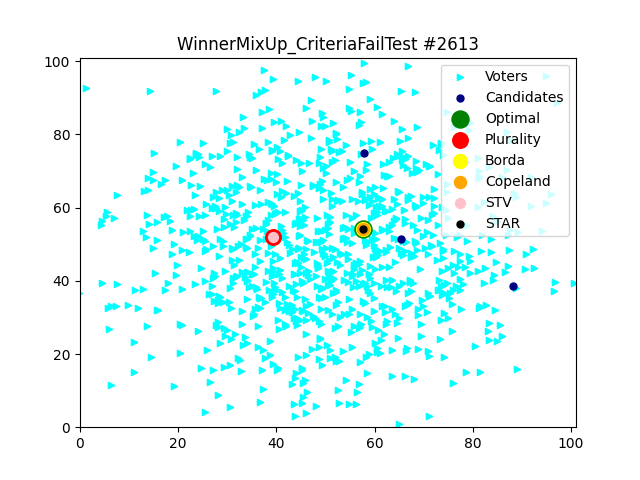 WinnerMixUp_CriteriaFailTest #2613
100
80
60
40
20
0
0 20 40 60 80 100
Voters
Candidates
Optimal
Plurality
Borda
Copeland
STV
STAR